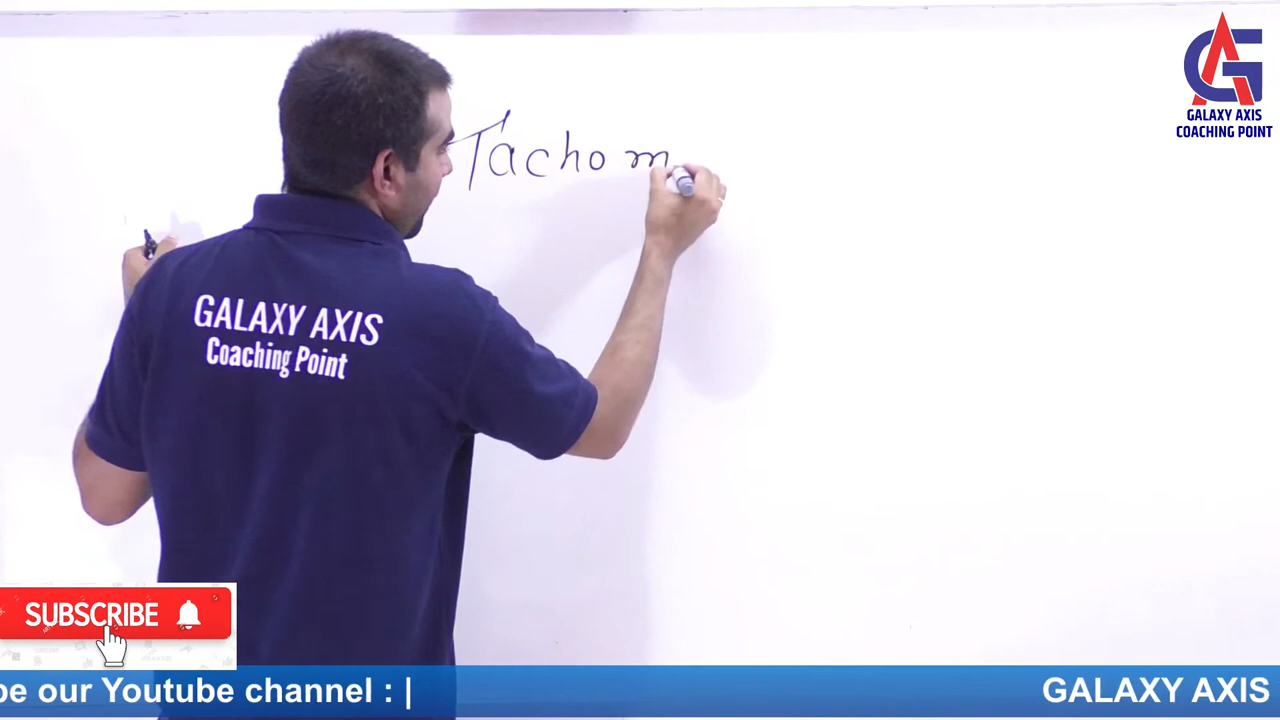 GALAXY AXIS
COACHING POINT
Tachom
GALAXY AXIS
Coaching Point
SUBSCRIBE
be our Youtube channel : |
GALAXY AXIS